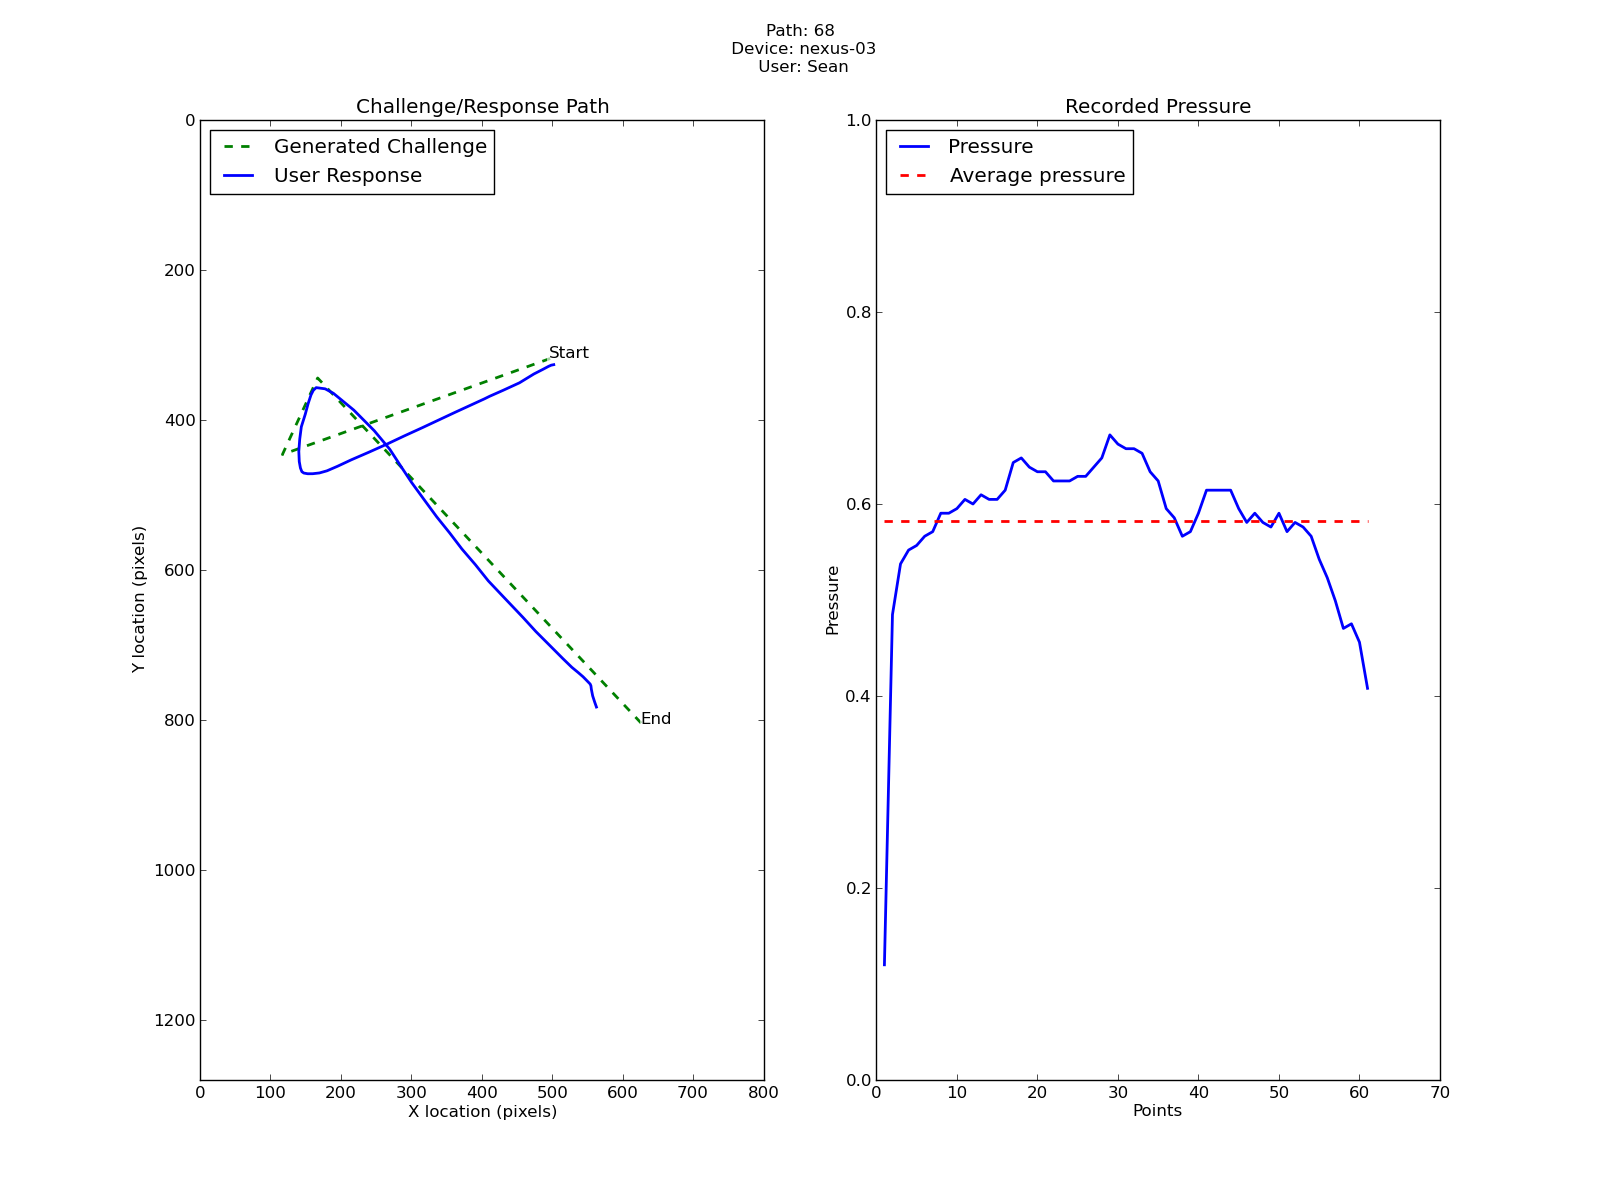 Path: 68
Device: nexus-03
User: Sean
Challenge/Response Path
Generated Challenge
User Response
Start
End
0
200
400
600
800
1000
1200
Y location (pixels)
0 100 200 300 400 500 600 700 800
X location (pixels)
Recorded Pressure
Pressure
Average pressure
1.0
0.8
0.6
0.4
0.2
0.0
Pressure
0 10 20 30 40 50 60 70
Points